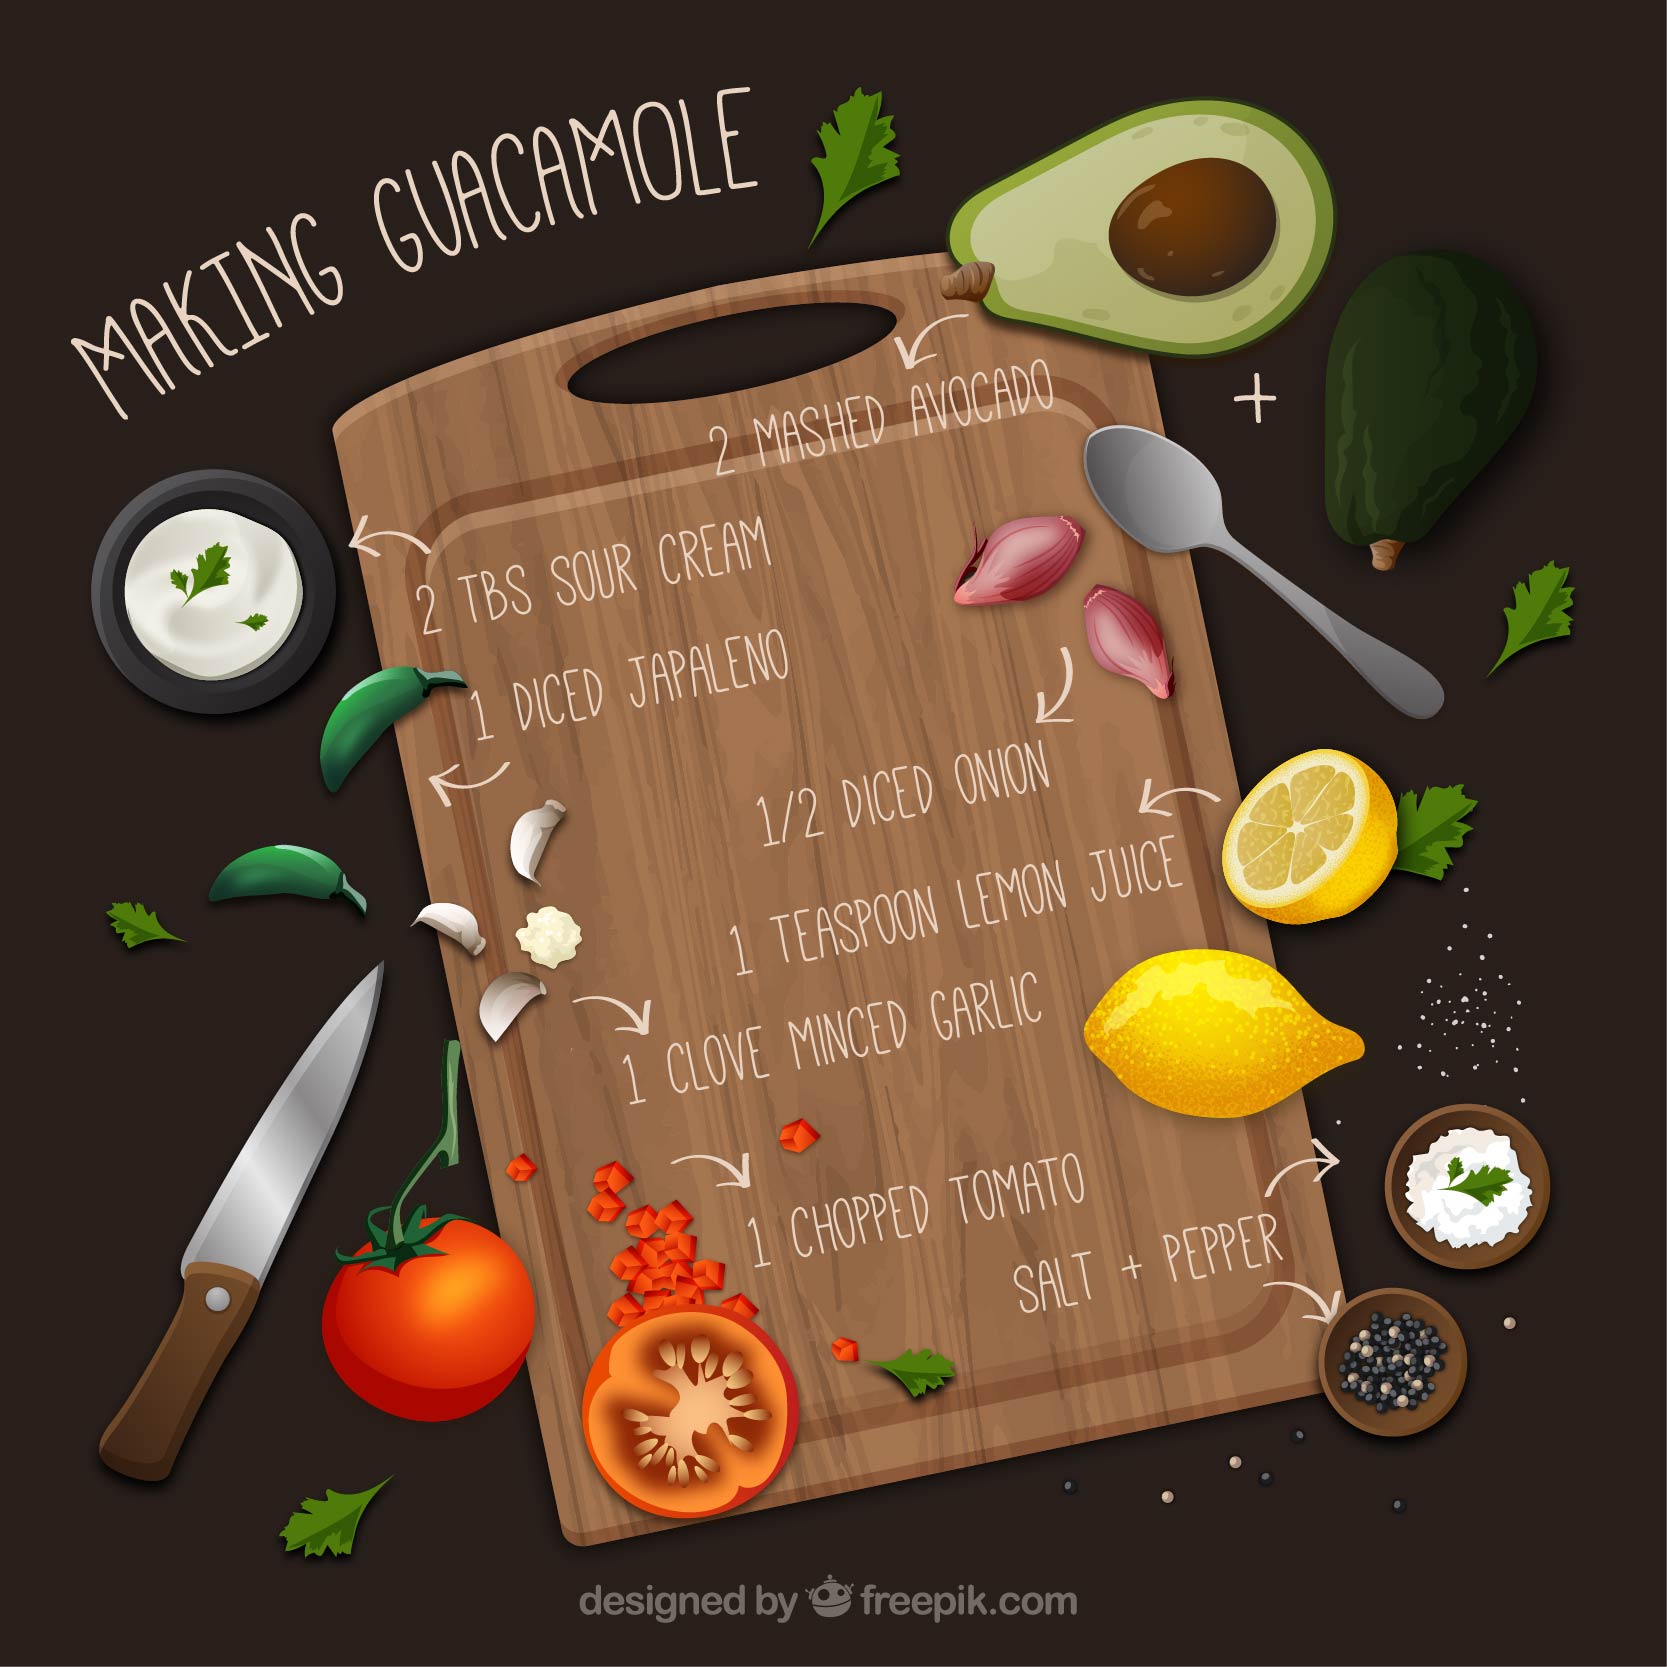 MAKING GUACAMOLE
2 MASHED AVOCADO
+
2 TBS SOUR CREAM
1 DICED JAPALENO
1/2 DICED ONION
1 TEASPOON LEMON JUICE
1 CLOVE MINCED GARLIC
1 CHOPPED TOMATO
SALT + PEPPER
designed by freepik.com